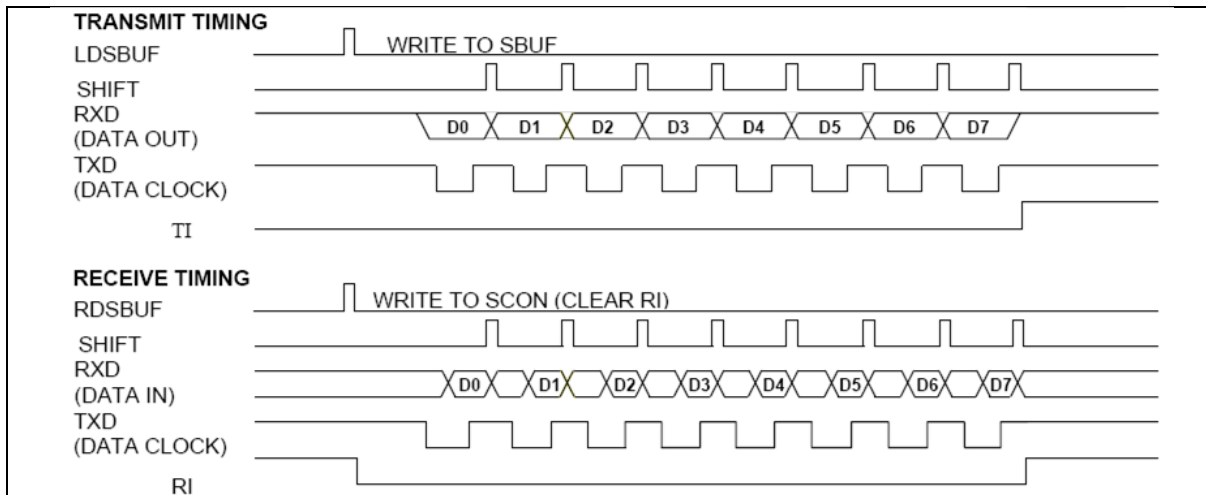 TRANSMIT TIMING
LDSBUF
WRITE TO SBUF
SHIFT
RXD
(DATA OUT)
D0 D1 D2 D3 D4 D5 D6 D7
TXD
(DATA CLOCK)
TI
RECEIVE TIMING
RDSBUF
WRITE TO SCON (CLEAR RI)
SHIFT
RXD
(DATA IN)
D0 D1 D2 D3 D4 D5 D6 D7
TXD
(DATA CLOCK)
RI